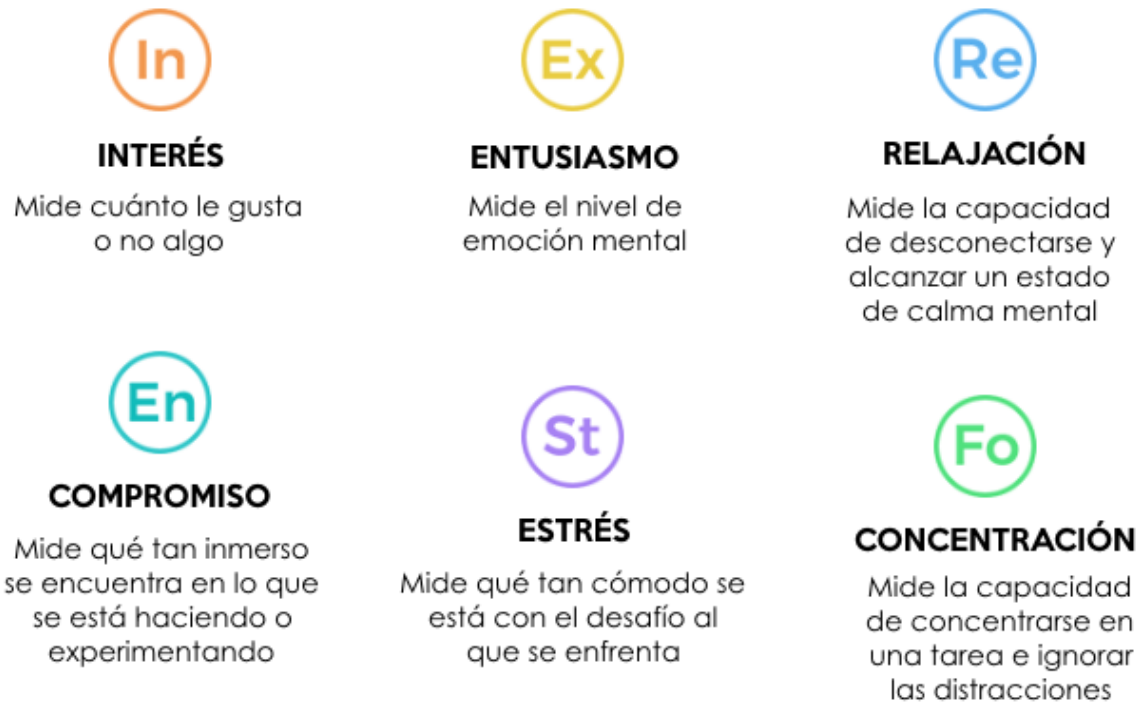 In
INTERÉS
Mide cuánto le gusta
o no algo
Ex
ENTUSIASMO
Mide el nivel de
emoción mental
Re
RELAJACIÓN
Mide la capacidad
de desconectarse y
alcanzar un estado
de calma mental
En
COMPROMISO
Mide qué tan inmerso
se encuentra en lo que
se está haciendo o
experimentando
St
ESTRÉS
Mide qué tan cómodo se
está con el desafío al
que se enfrenta
Fo
CONCENTRACIÓN
Mide la capacidad
de concentrarse en
una tarea e ignorar
las distracciones